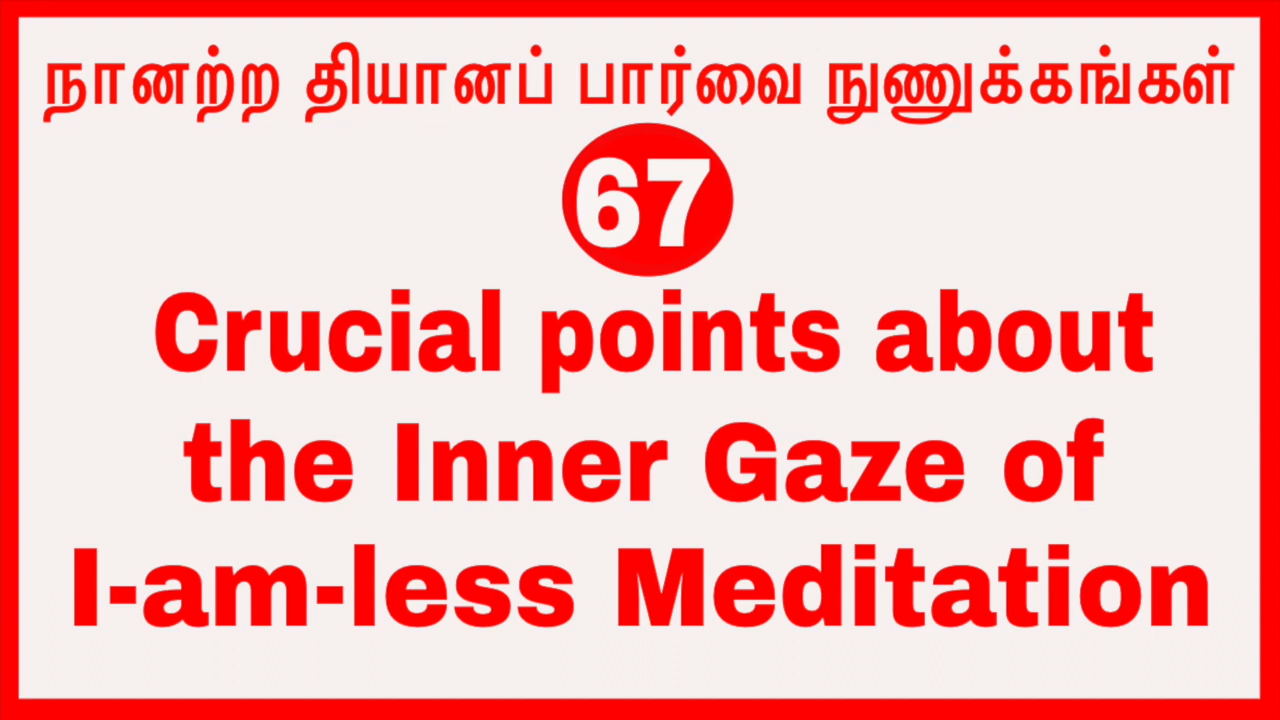 நானற்ற தியானப் பார்வை நுணுக்கங்கள்
67
Crucial points about
the Inner Gaze of
I-am-less Meditation